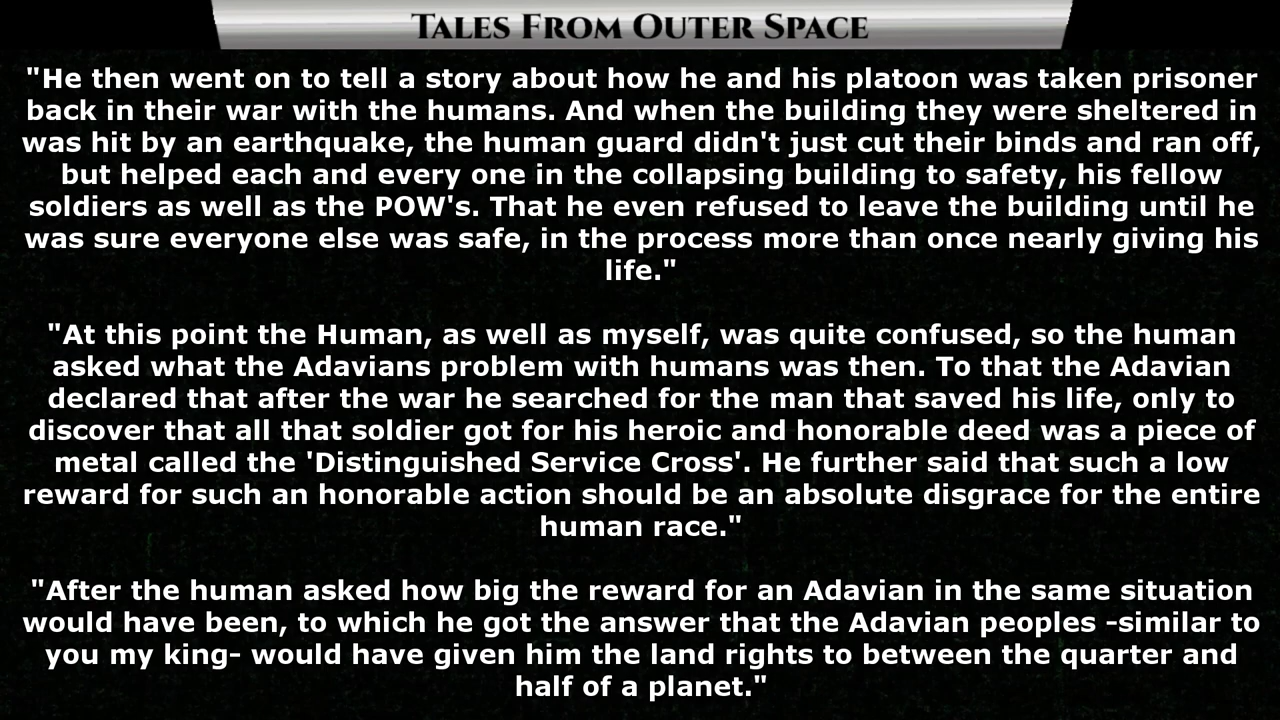 Tales From Outer Space
"He then went on to tell a story about how he and his platoon was taken prisoner
back in their war with the humans. And when the building they were sheltered in
was hit by an earthquake, the human guard didn't just cut their binds and ran off,
but helped each and every one in the collapsing building to safety, his fellow
soldiers as well as the POW's. That he even refused to leave the building until he
was sure everyone else was safe, in the process more than once nearly giving his
life."
"At this point the Human, as well as myself, was quite confused, so the human
asked what the Adavians problem with humans was then. To that the Adavian
declared that after the war he searched for the man that saved his life, only to
discover that all that soldier got for his heroic and honorable deed was a piece of
metal called the 'Distinguished Service Cross'. He further said that such a low
reward for such an honorable action should be an absolute disgrace for the entire
human race."
"After the human asked how big the reward for an Adavian in the same situation
would have been, to which he got the answer that the Adavian peoples -similar to
you my king- would have given him the land rights to between the quarter and
half of a planet."